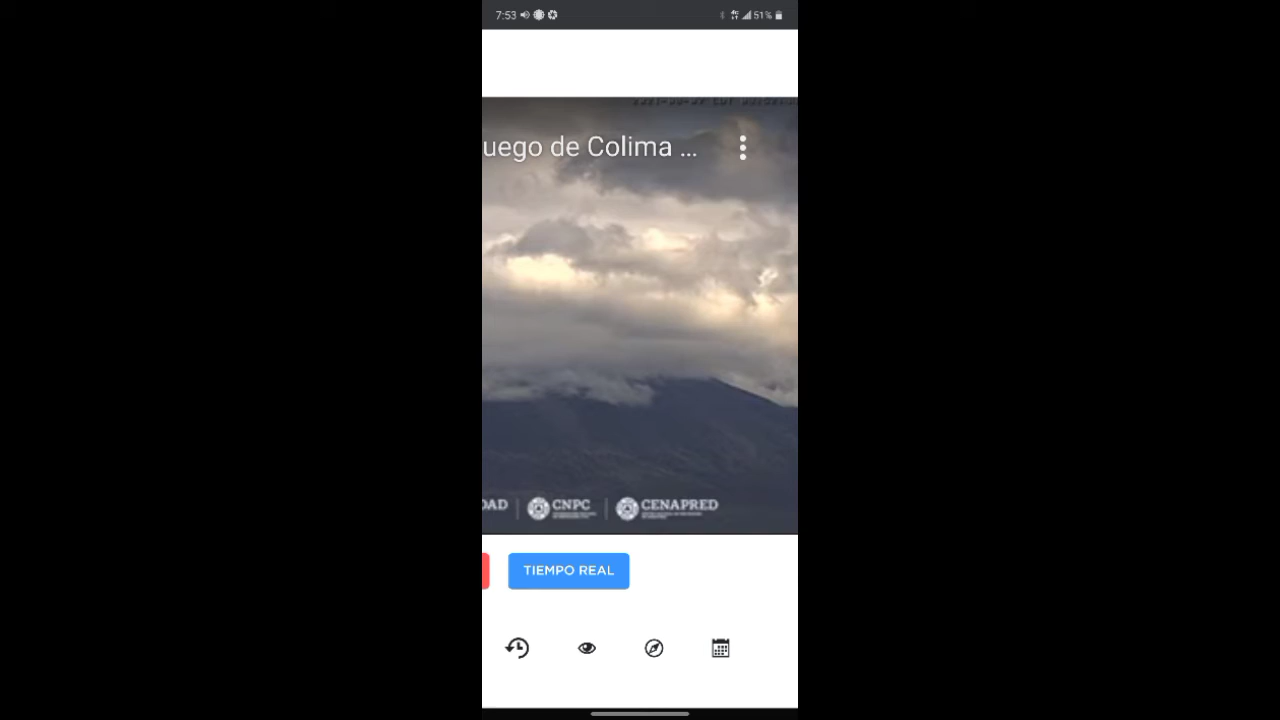 7:53
51%
uego de Colima ...
DAD
CNPC
CENAPRED
TIEMPO REAL